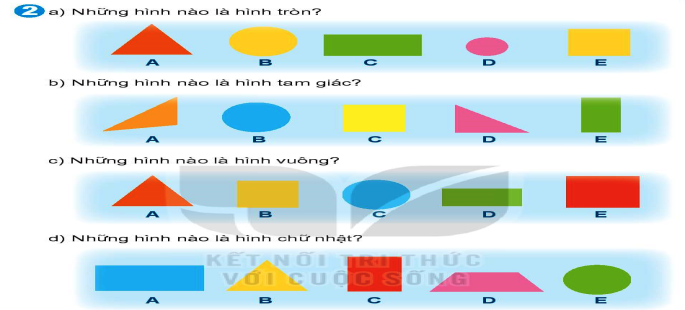 2 a) Những hình nào là hình tròn?
A B C D E
b) Những hình nào là hình tam giác?
A B C D E
c) Những hình nào là hình vuông?
A B C D E
d) Những hình nào là hình chữ nhật?
KẾT NỐI TRI THỨC
VỚI CUỘC SỐNG
A B C D E